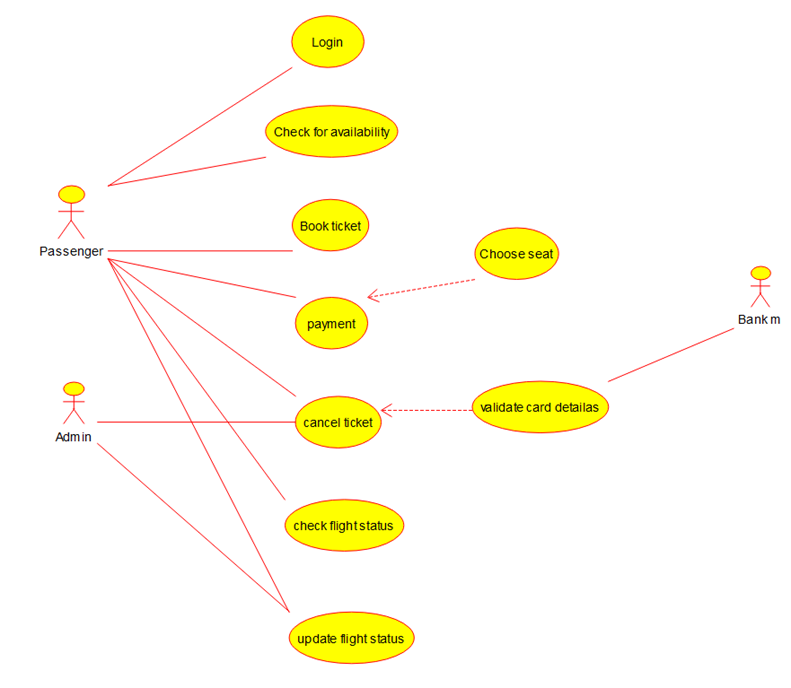 Login
Check for availability
Passenger
Book ticket
Choose seat
payment
Bank m
Admin
cancel ticket
validate card detailas
check flight status
update flight status